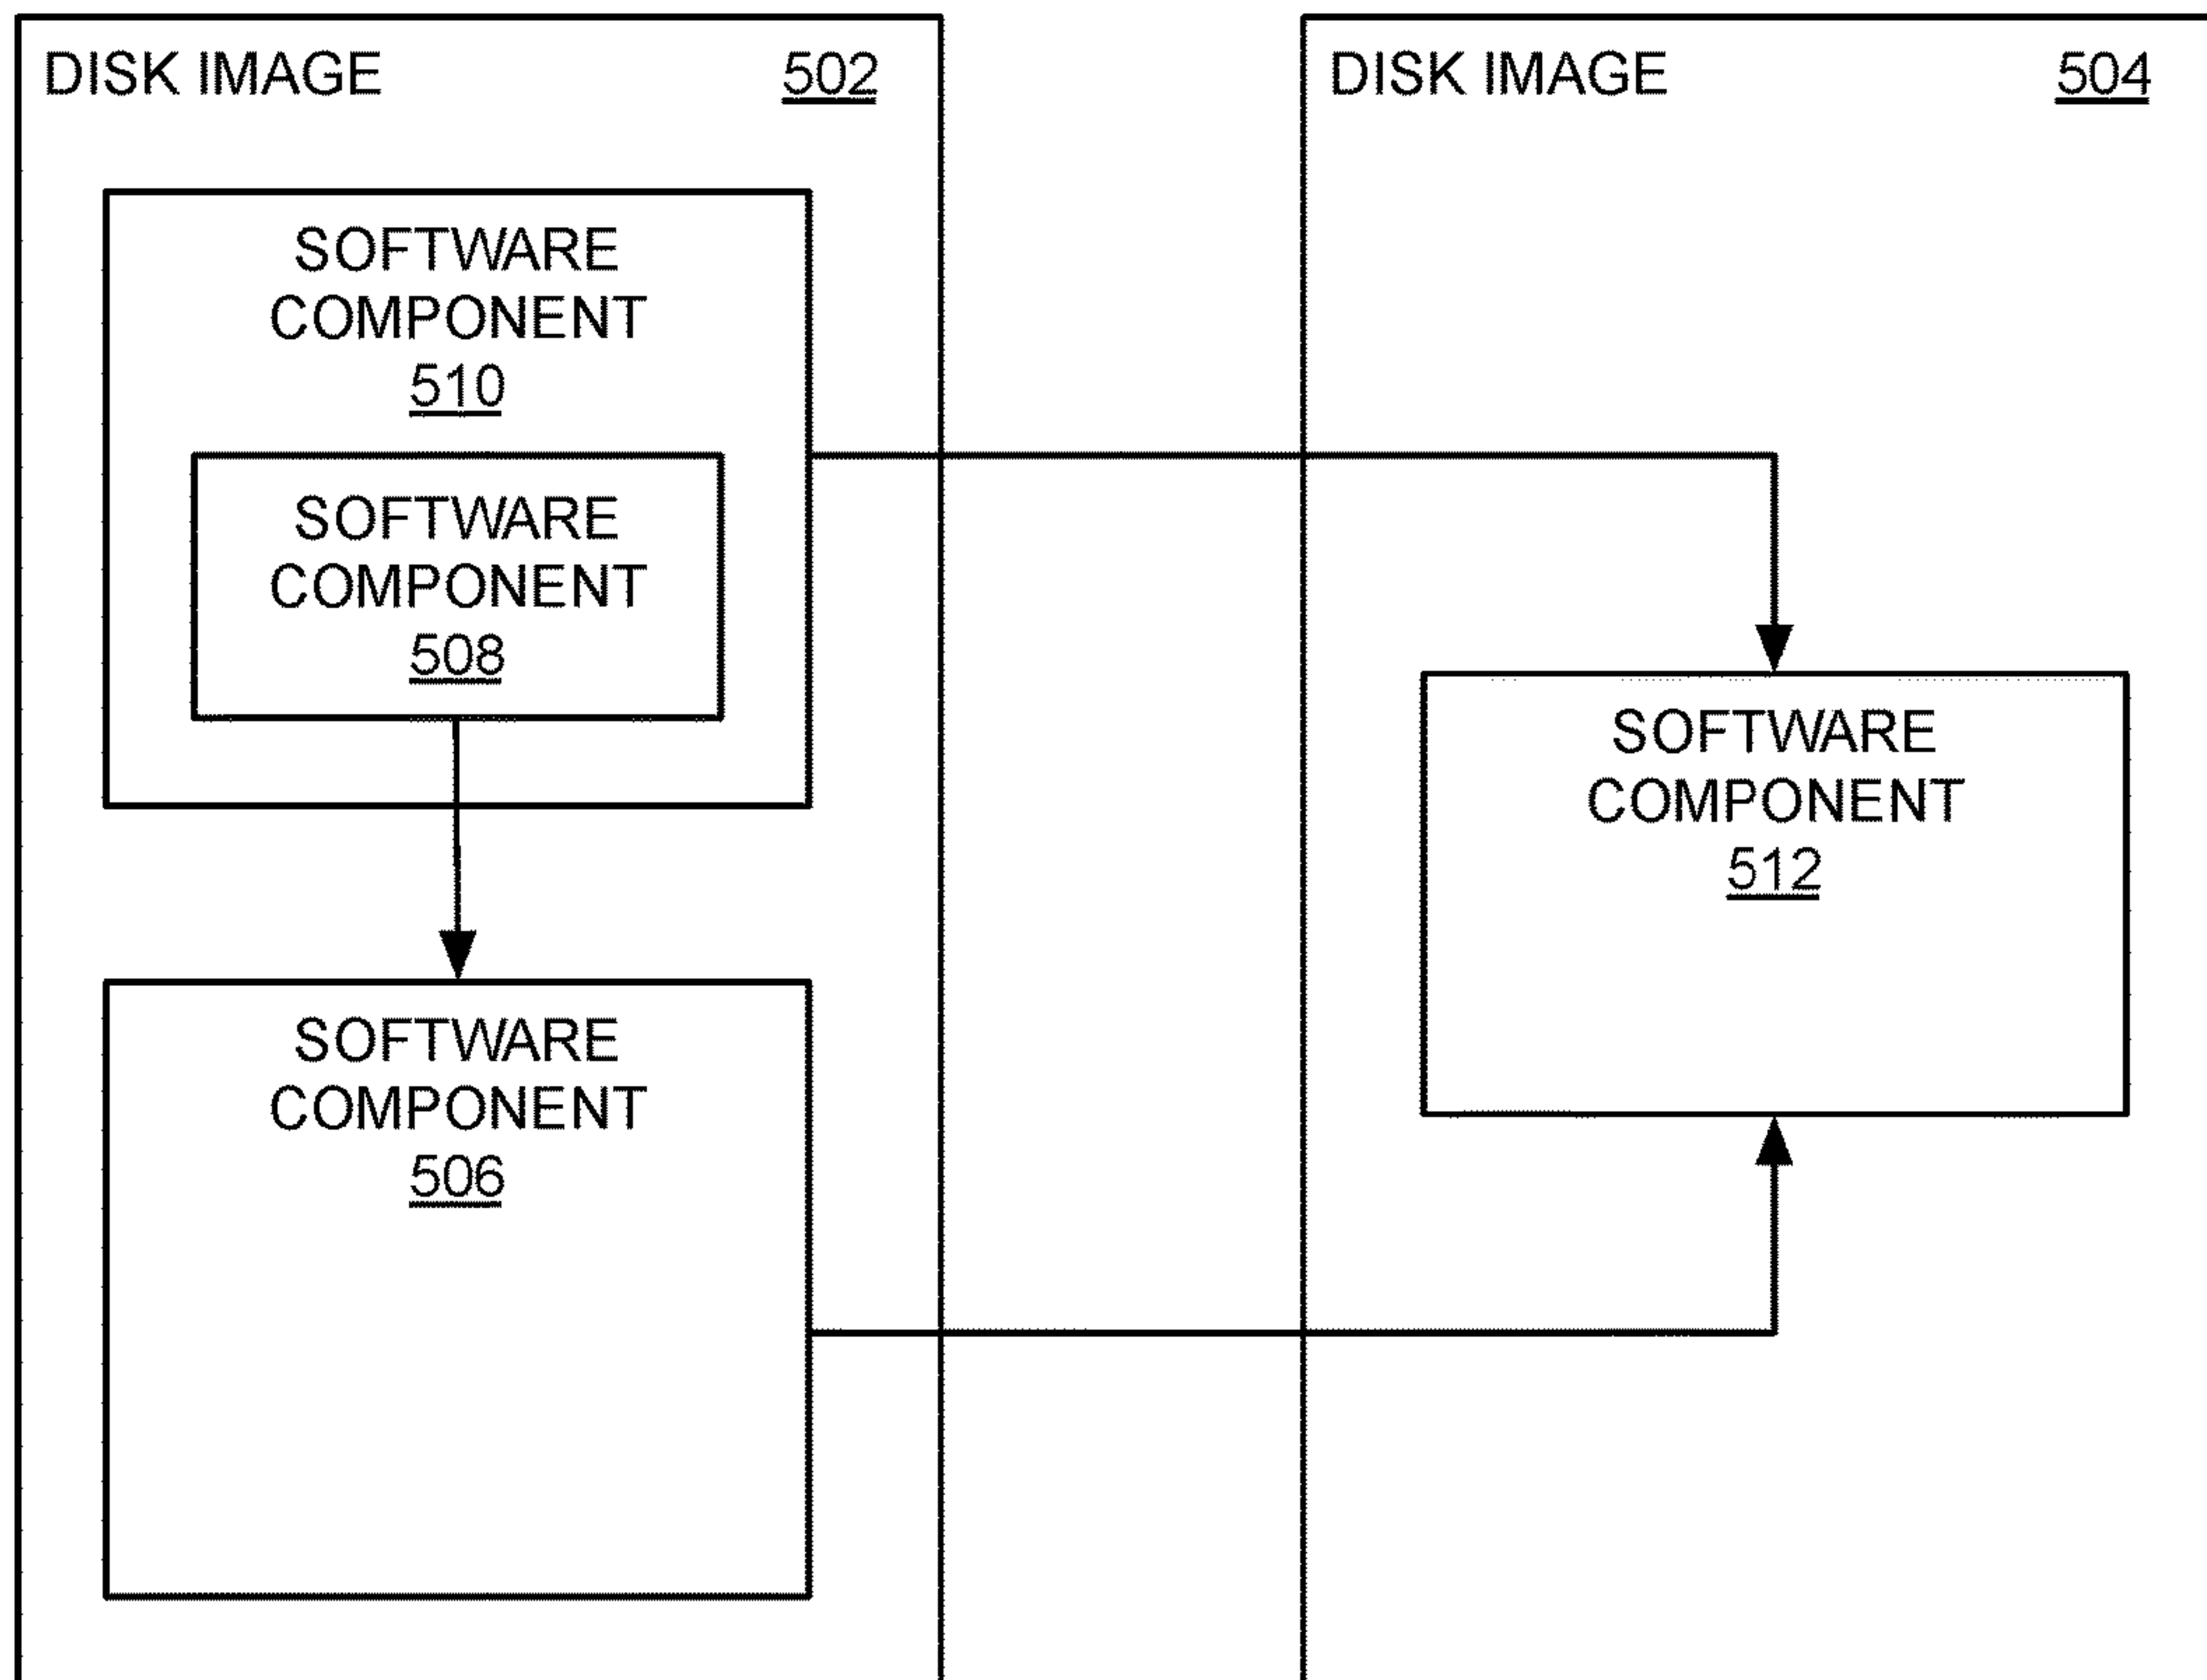 DISK IMAGE 502
SOFTWARE
COMPONENT
510
SOFTWARE
COMPONENT
508
SOFTWARE
COMPONENT
506
DISK IMAGE 504
SOFTWARE
COMPONENT
512